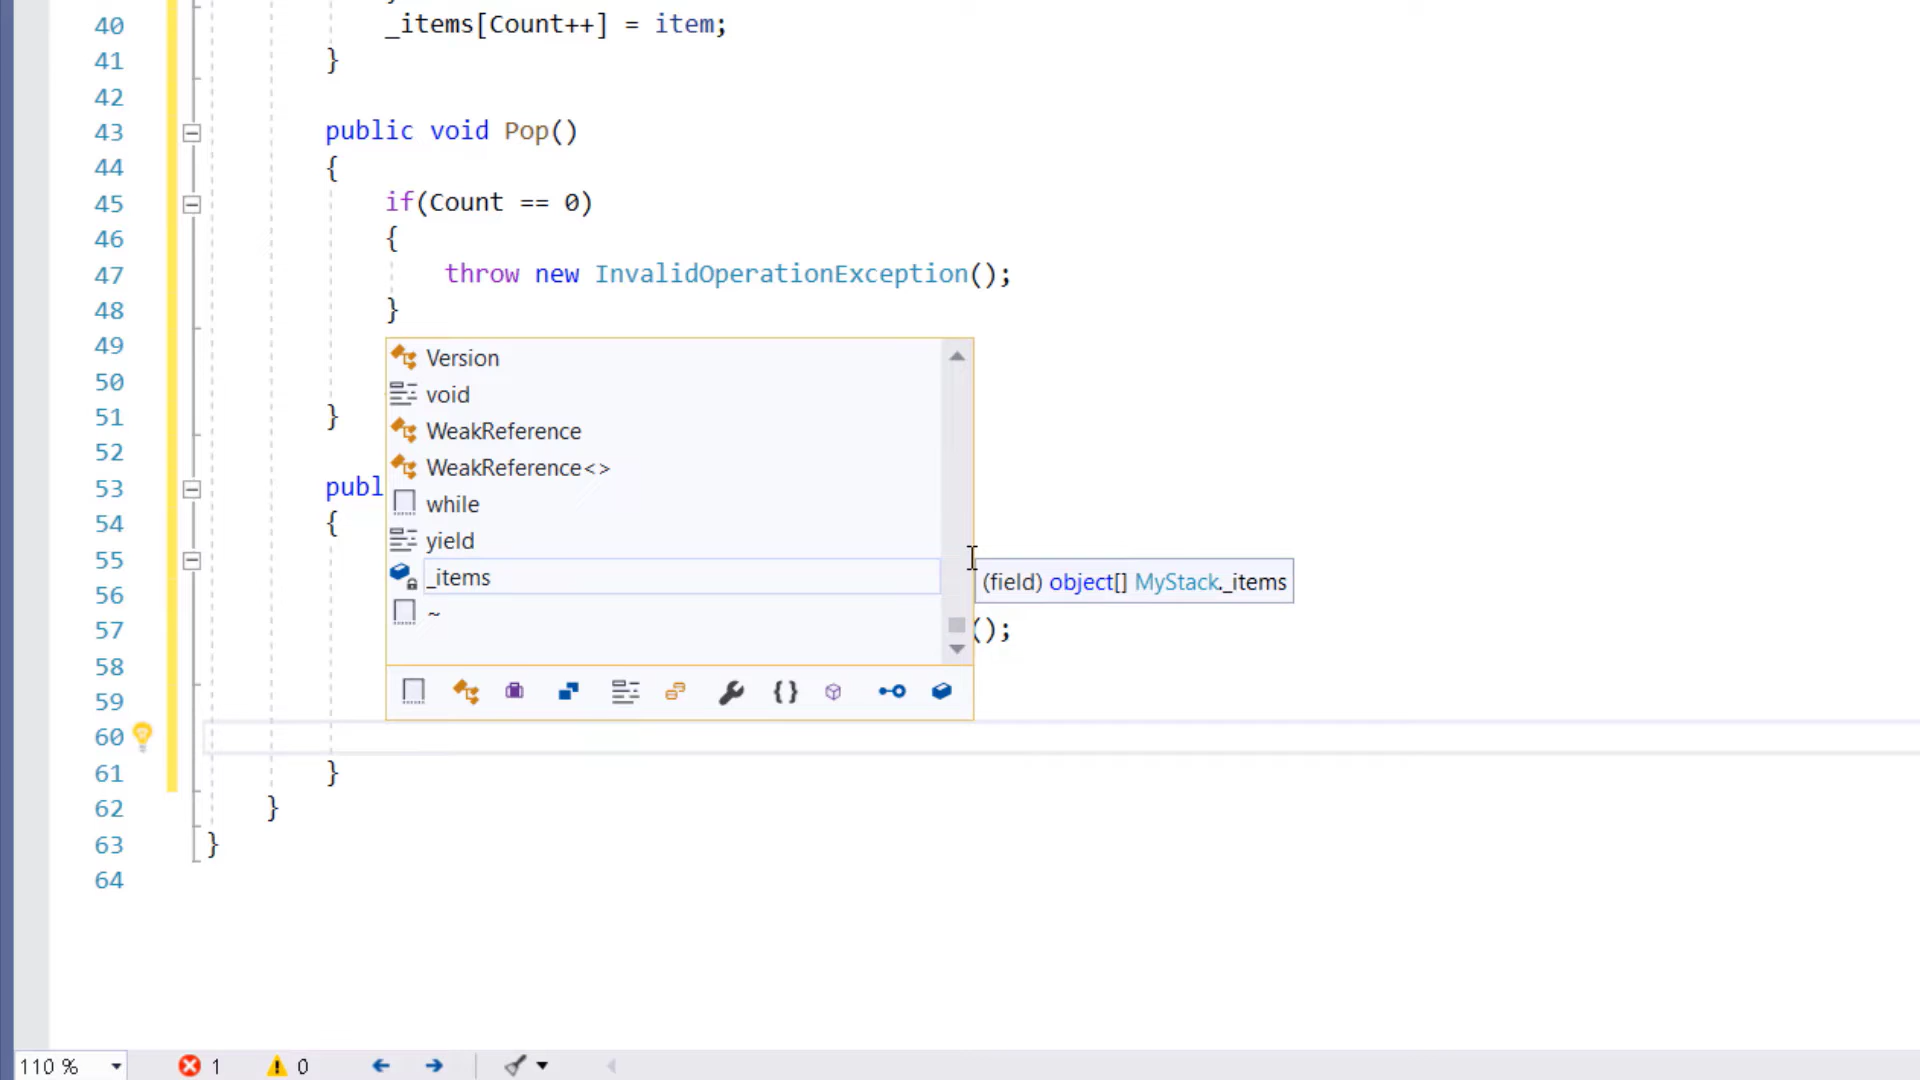 40 _items[Count++] = item;
41 }
42
43 public void Pop()
44 {
45 if(Count == 0)
46 {
47 throw new InvalidOperationException();
48 }
49 Version
50 void
51 }
WeakReference
52 WeakReference<>
53 publ
while
54 {
yield
55
_items
(field) object[] MyStack._items
56
~
57 ();
58
59 { }
60
61 }
62 }
63 }
64
110 % 1 0